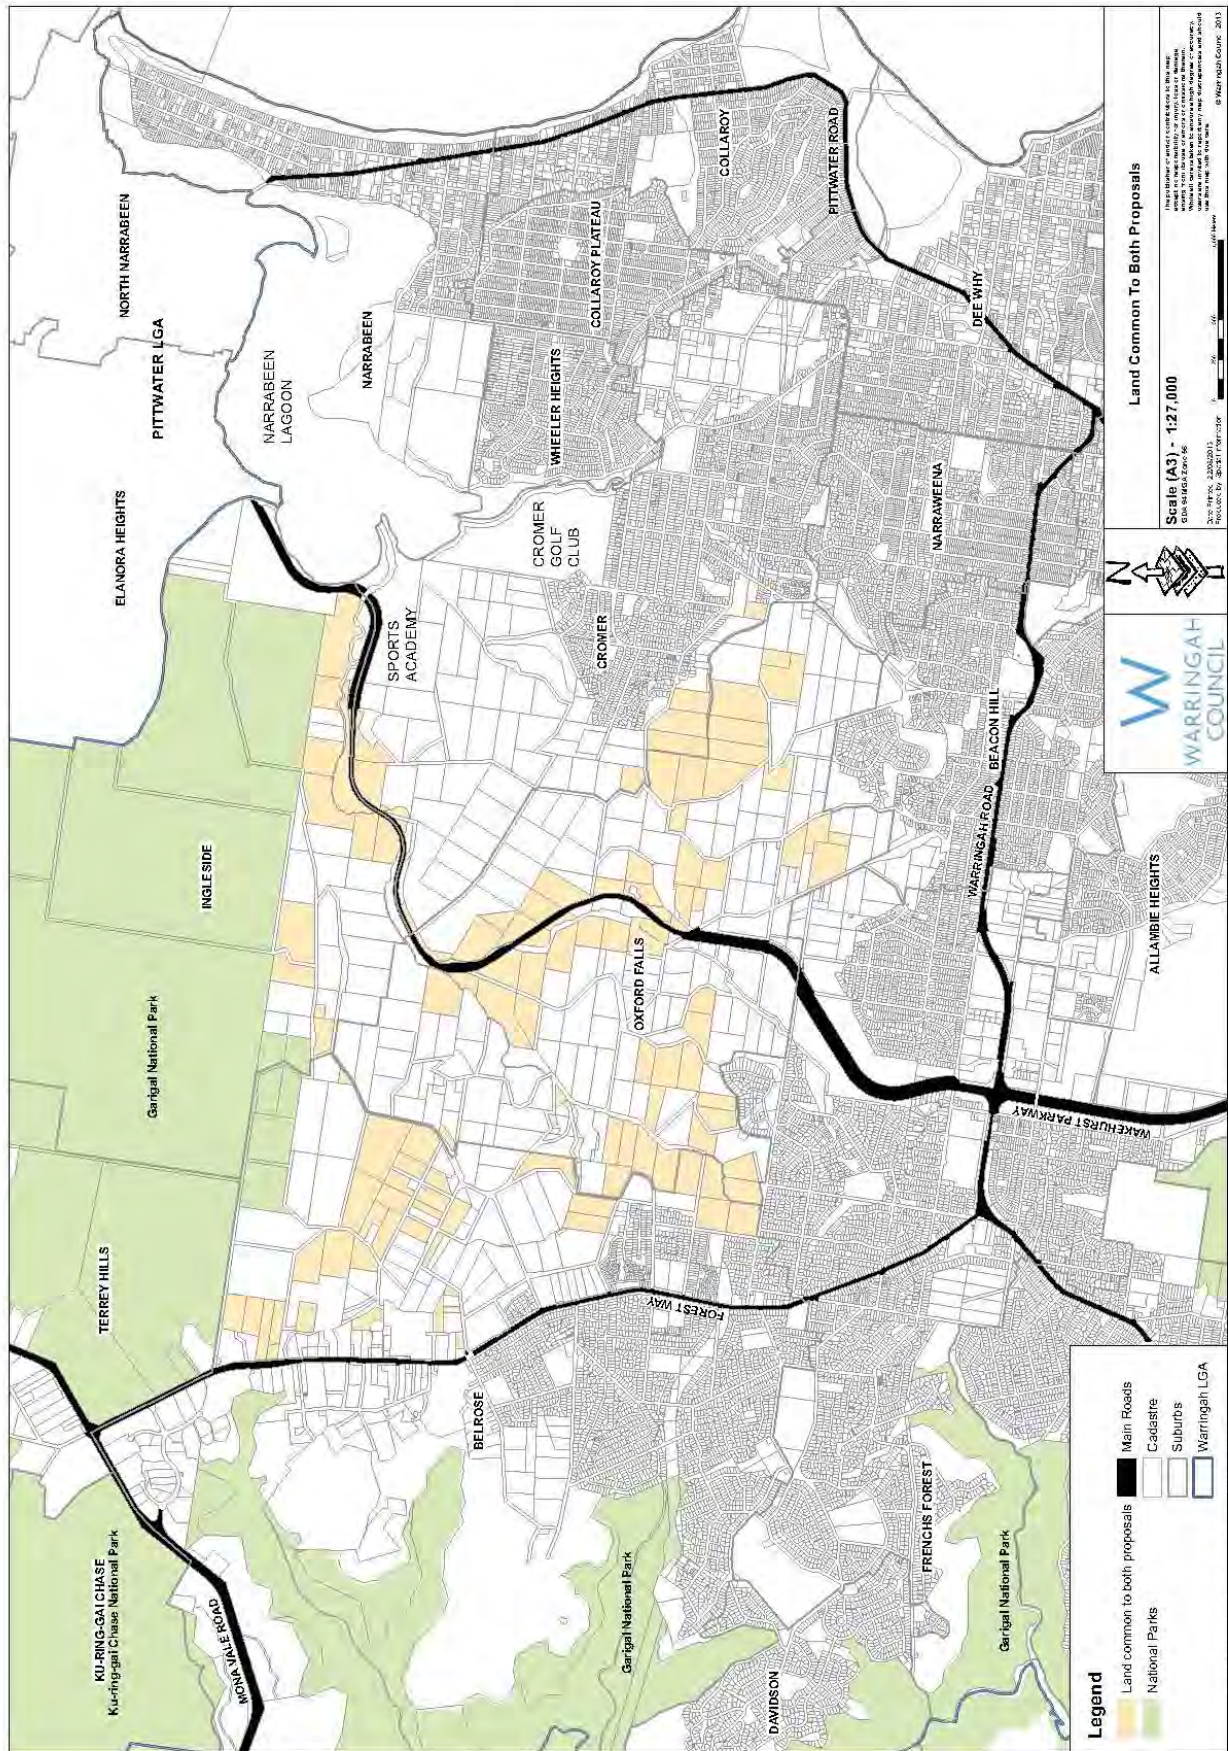 KU-RING-GAI CHASE
Ku-ring-gai Chase National Park
MONA VALE ROAD
TERREY HILLS
Garigal National Park
INGLESIDE
ELANORA HEIGHTS
PITTWATER LGA
NORTH NARRABEEN
NARRABEEN
LAGOON
NARRABEEN
SPORTS
ACADEMY
CROMER
GOLF
CLUB
WHEELER HEIGHTS
COLLAROY PLATEAU
COLLAROY
PITTWATER ROAD
BELROSE
FOREST WAY
OXFORD FALLS
CROMER
NARRAWEENA
DEE WHY
Garigal National Park
DAVIDSON
FRENCHS FOREST
Garigal National Park
WARRINGAH ROAD
BEACON HILL
WAKEHURST PARKWAY
ALLAMBIE HEIGHTS
Legend
Land common to both proposals
National Parks
Main Roads
Cadastre
Suburbs
Warringah LGA
W
WARRINGAH
COUNCIL
N
Land Common To Both Proposals
Scale (A3) - 1:27,000
© Warringah Council 2013